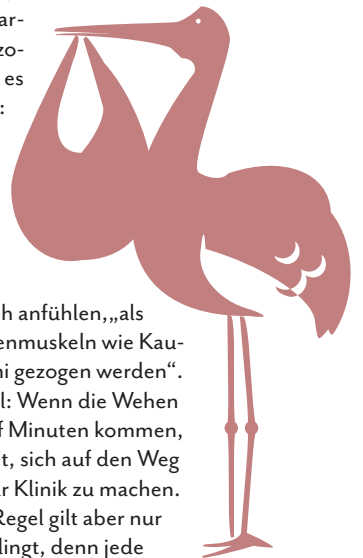 ar-
zo-
es
:
h anfühlen, „als
enmuskeln wie Kau-
ni gezogen werden“.
l: Wenn die Wehen
f Minuten kommen,
t, sich auf den Weg
r Klinik zu machen.
Regel gilt aber nur
lingt, denn jede